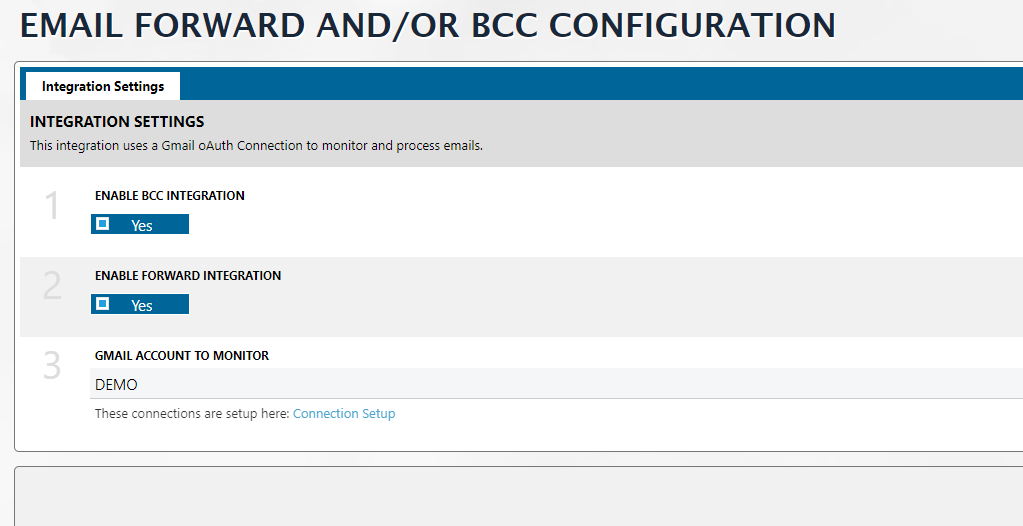 EMAIL FORWARD AND/OR BCC CONFIGURATION
Integration Settings
INTEGRATION SETTINGS
This integration uses a Gmail oAuth Connection to monitor and process emails.
1
ENABLE BCC INTEGRATION
Yes
2
ENABLE FORWARD INTEGRATION
Yes
3
GMAIL ACCOUNT TO MONITOR
DEMO
These connections are setup here: Connection Setup